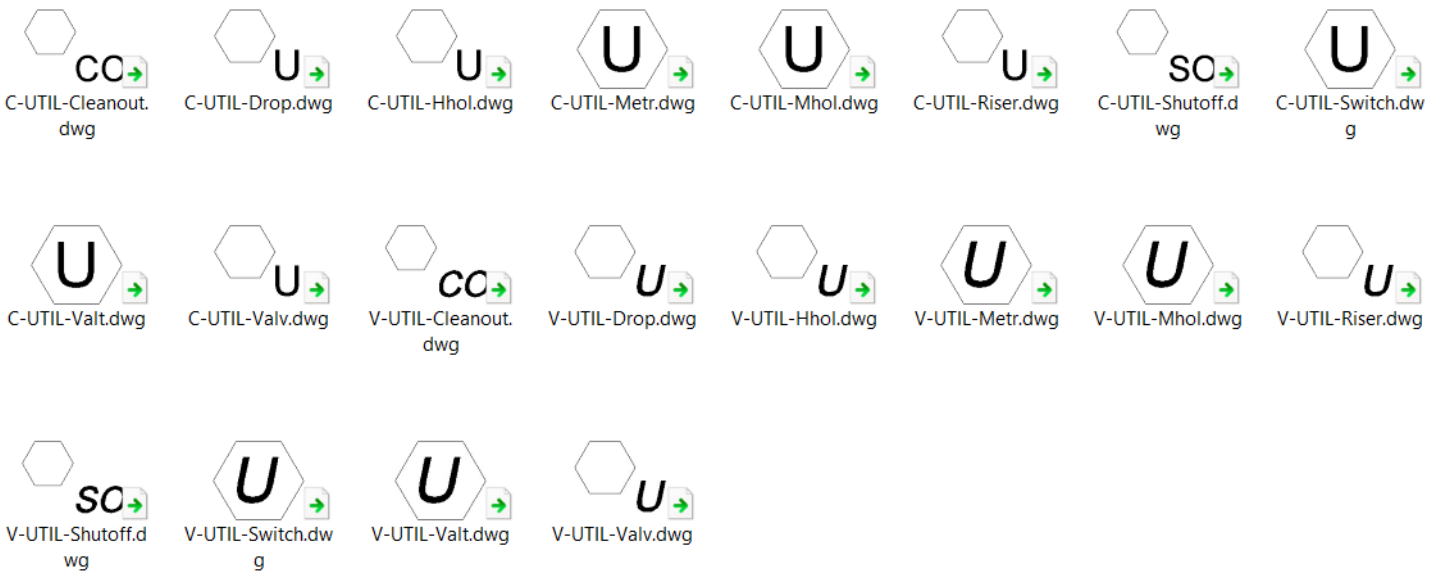 CO U U U U U SO U
C-UTIL-Cleanout. C-UTIL-Drop.dwg C-UTIL-Hhol.dwg C-UTIL-Metr.dwg C-UTIL-Mhol.dwg C-UTIL-Riser.dwg C-UTIL-Shutoff.d C-UTIL-Switch.dw
dwg wg g
U U CO U U U U U
C-UTIL-Valt.dwg C-UTIL-Valv.dwg V-UTIL-Cleanout. V-UTIL-Drop.dwg V-UTIL-Hhol.dwg V-UTIL-Metr.dwg V-UTIL-Mhol.dwg V-UTIL-Riser.dwg
dwg
SO U U U
V-UTIL-Shutoff.d V-UTIL-Switch.dw V-UTIL-Valt.dwg V-UTIL-Valv.dwg
wg g